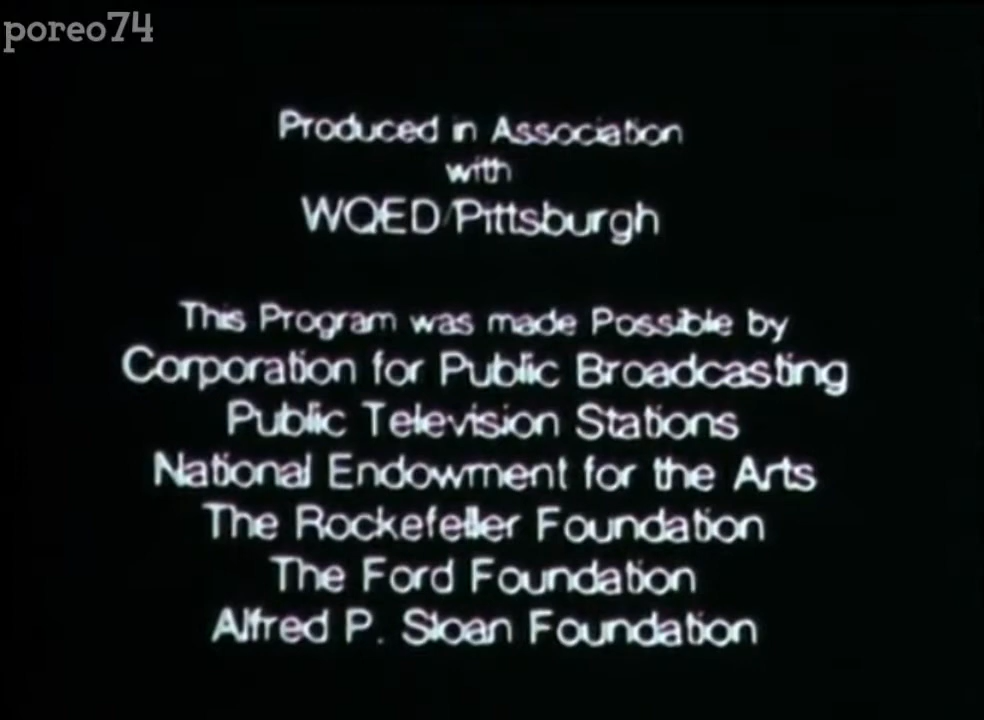 poreo74
Produced in Association
with
WQED/Pittsburgh
This Program was made Possible by
Corporation for Public Broadcasting
Public Television Stations
National Endowment for the Arts
The Rockefeller Foundation
The Ford Foundation
Alfred P. Sloan Foundation